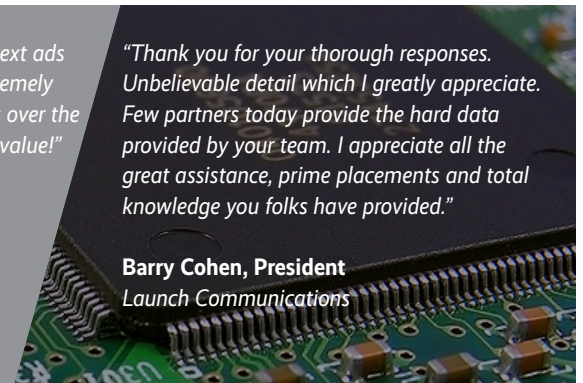 ext ads
emely
over the
value!”
“Thank you for your thorough responses.
Unbelievable detail which I greatly appreciate.
Few partners today provide the hard data
provided by your team. I appreciate all the
great assistance, prime placements and total
knowledge you folks have provided.”
Barry Cohen, President
Launch Communications